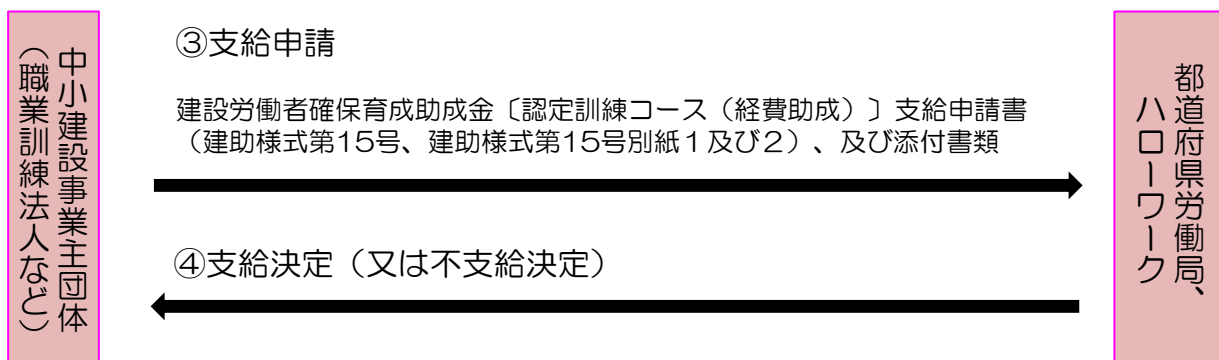 中小建設事業主団体
（職業訓練法人など）
③支給申請
建設労働者確保育成助成金〔認定訓練コース（経費助成）〕支給申請書
（建助様式第15号、建助様式第15号別紙１及び２）、及び添付書類
④支給決定（又は不支給決定）
都道府県労働局、
ハローワーク